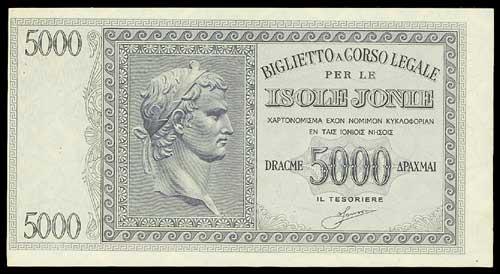 5000
BIGLIETTO A CORSO LEGALE
PER LE
ISOLE JONIE
ΧΑΡΤΟΝΟΜΙΣΜΑ ΕΧΟΝ ΝΟΜΙΜΟΝ ΚΥΚΛΟΦΟΡΙΑΝ
ΕΝ ΤΑΙΣ ΙΟΝΙΟΙΣ ΝΗΣΟΙΣ
DRACME 5000 ΔΡΑΧΜΑΙ
IL TESORIERE
5000